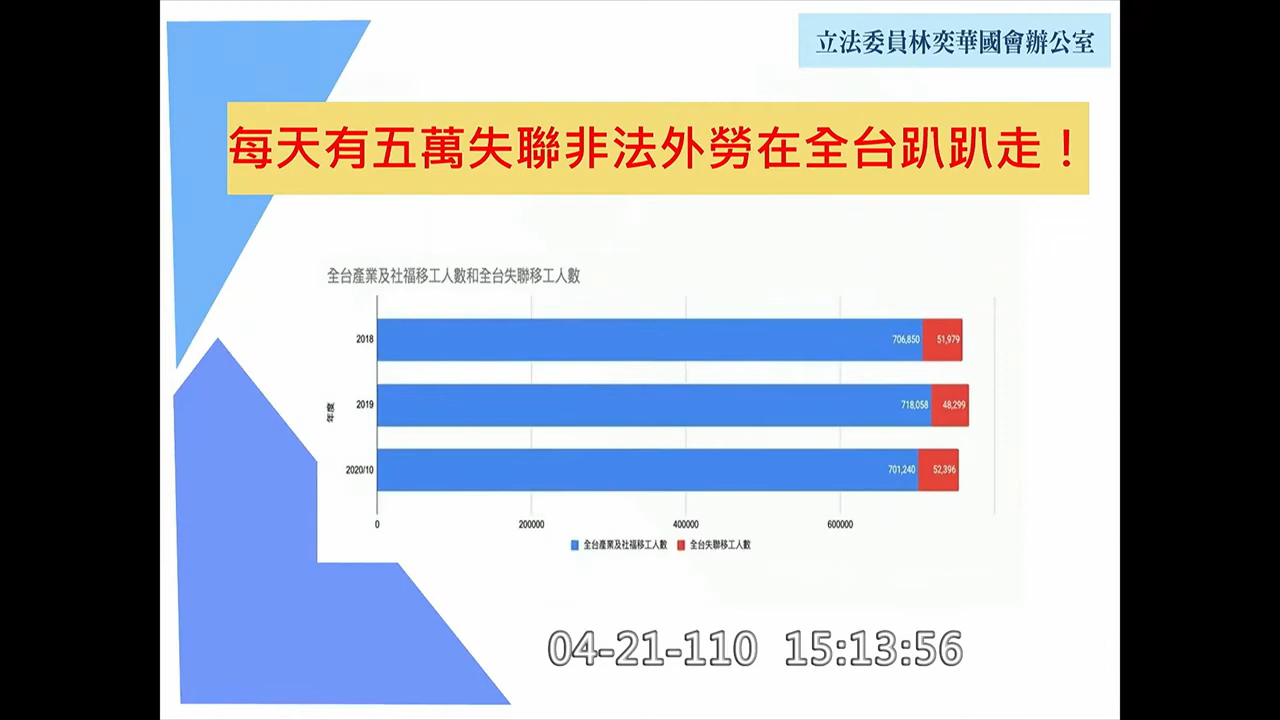 立法委員林奕華國會辦公室
每天有五萬失聯非法外勞在全台趴趴走！
全台產業及社福移工人數和全台失聯移工人數
年度
2018
706,850
51,979
2019
718,058
48,299
2020/10
701,240
52,396
0
200000
400000
600000
全台產業及社福移工人數
全台失聯移工人數
04-21-110 15:13:56